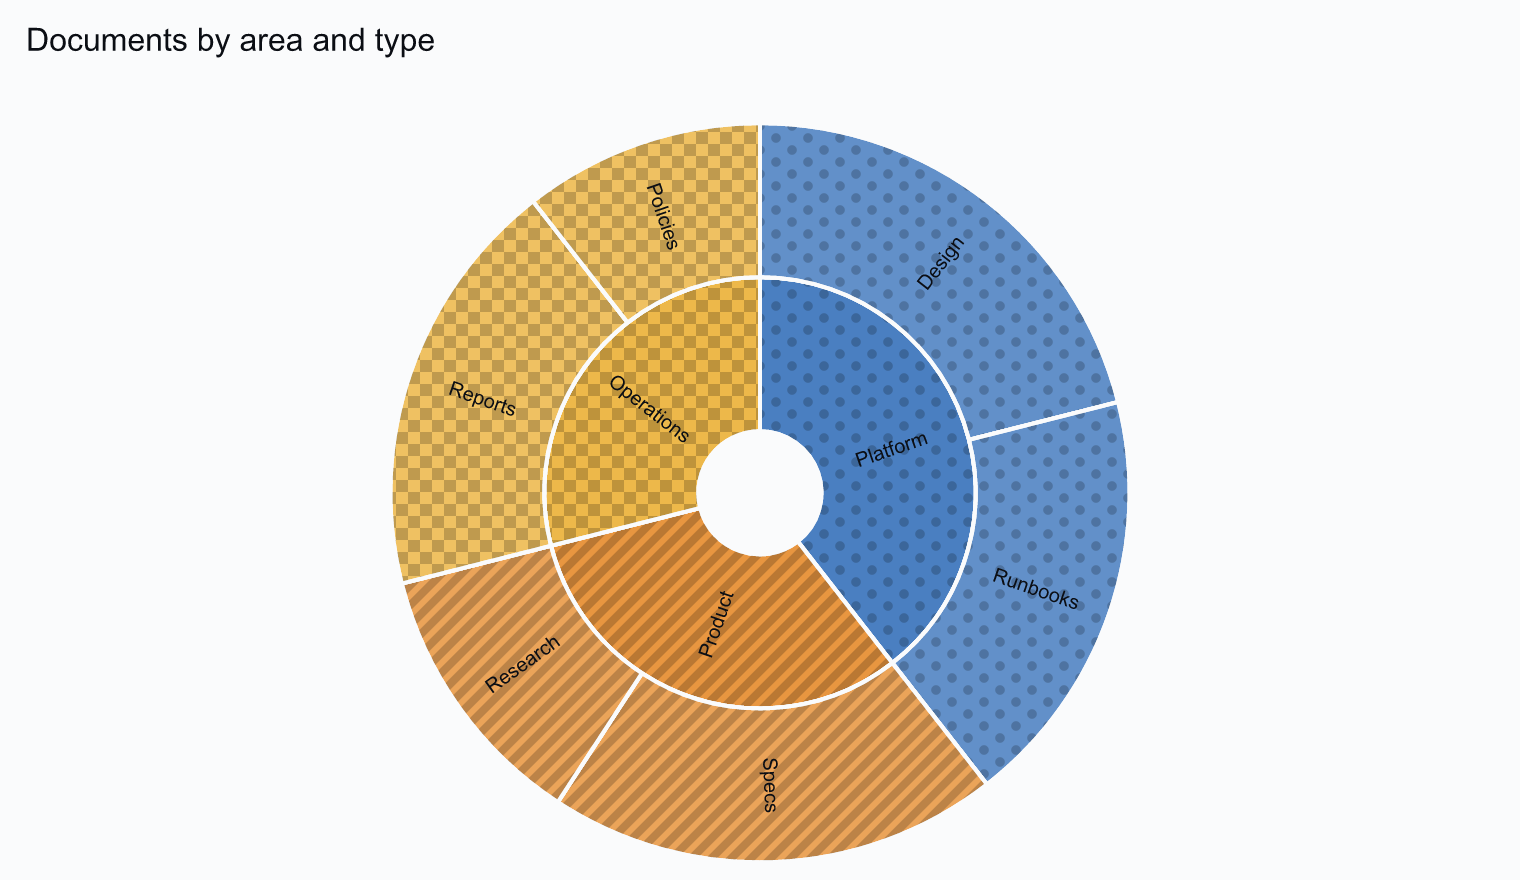 Documents by area and type
Policies
Design
Reports
Operations
Platform
Runbooks
Product
Research
Specs